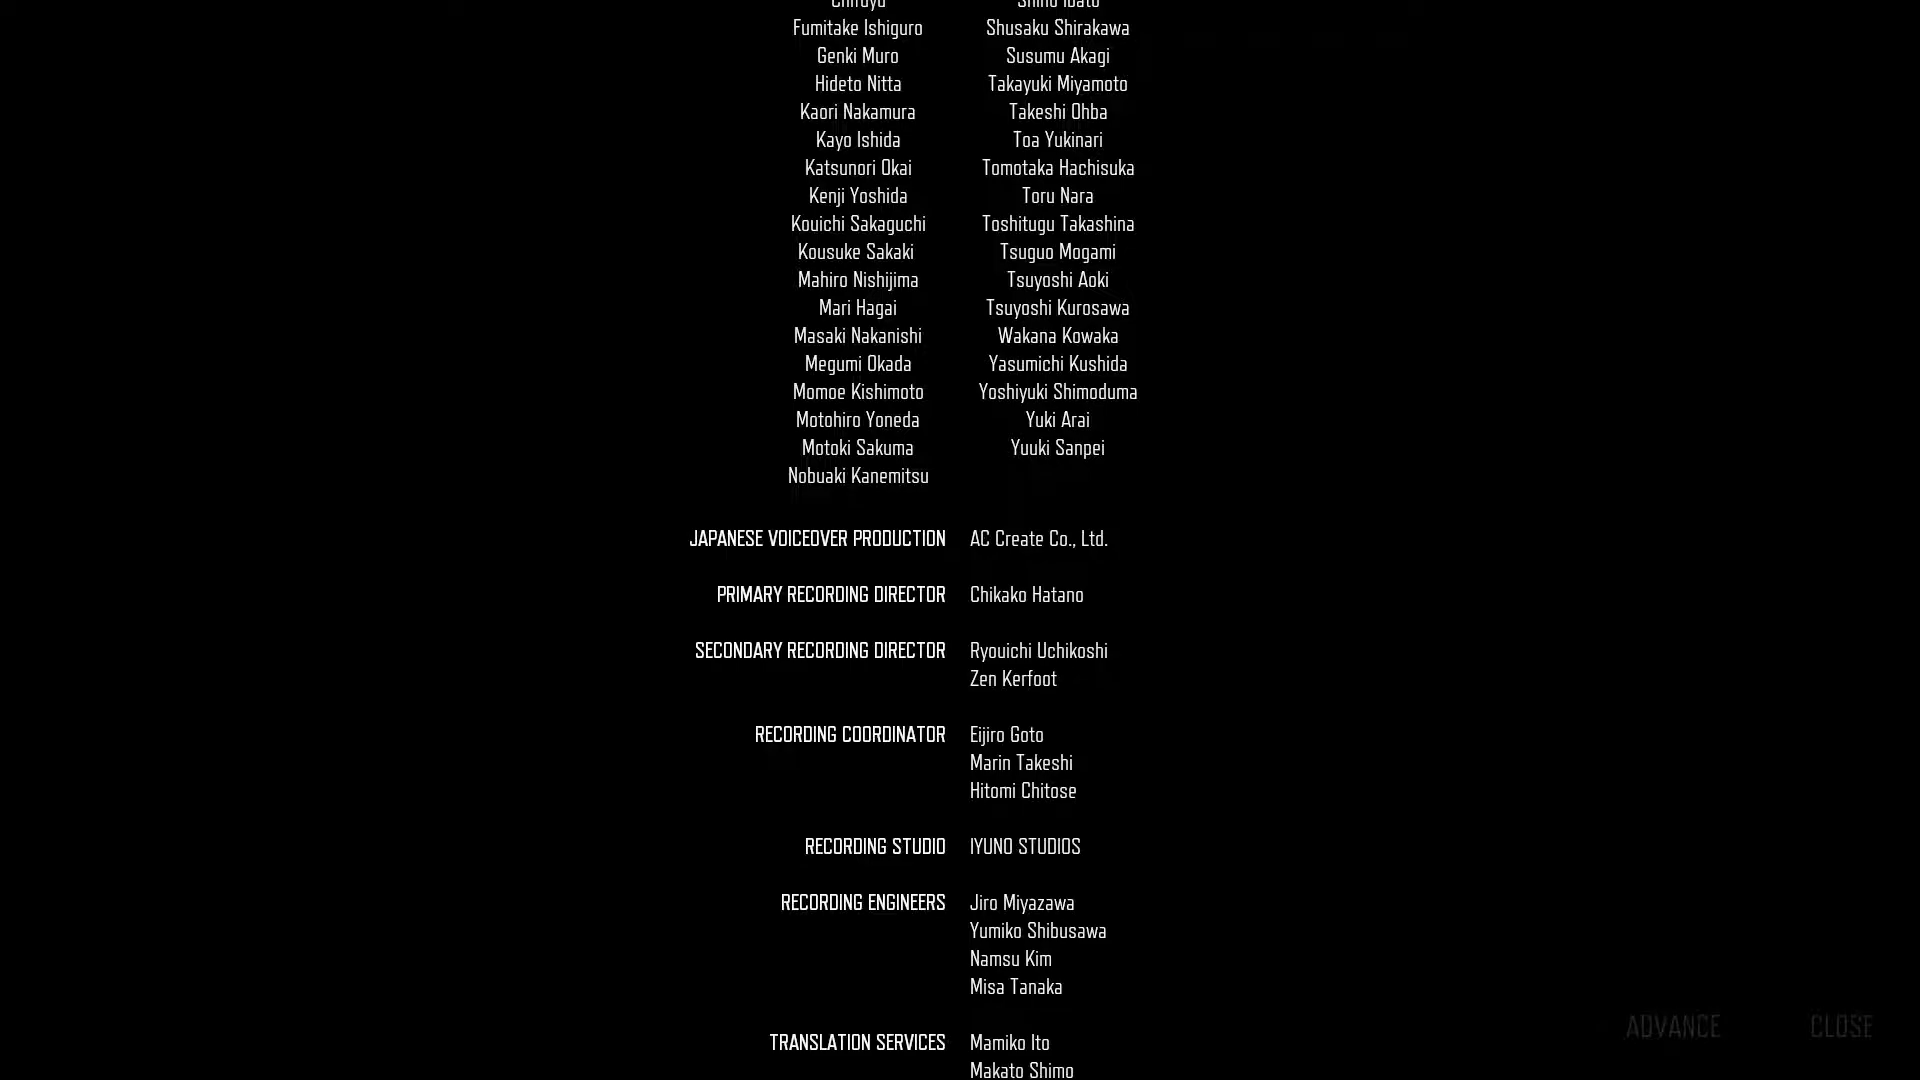 Fumitake Ishiguro Shusaku Shirakawa
Genki Muro Susumu Akagi
Hideto Nitta Takayuki Miyamoto
Kaori Nakamura Takeshi Ohba
Kayo Ishida Toa Yukinari
Katsunori Okai Tomotaka Hachisuka
Kenji Yoshida Toru Nara
Kouichi Sakaguchi Toshitugu Takashina
Kousuke Sakaki Tsuguo Mogami
Mahiro Nishijima Tsuyoshi Aoki
Mari Hagai Tsuyoshi Kurosawa
Masaki Nakanishi Wakana Kowaka
Megumi Okada Yasumichi Kushida
Momoe Kishimoto Yoshiyuki Shimoduma
Motohiro Yoneda Yuki Arai
Motoki Sakuma Yuuki Sanpei
Nobuaki Kanemitsu
JAPANESE VOICEOVER PRODUCTION AC Create Co., Ltd.
PRIMARY RECORDING DIRECTOR Chikako Hatano
SECONDARY RECORDING DIRECTOR Ryouichi Uchikoshi
Zen Kerfoot
RECORDING COORDINATOR Eijiro Goto
Marin Takeshi
Hitomi Chitose
RECORDING STUDIO IYUNO STUDIOS
RECORDING ENGINEERS Jiro Miyazawa
Yumiko Shibusawa
Namsu Kim
Misa Tanaka
ADVANCE CLOSE
TRANSLATION SERVICES Mamiko Ito
Makato Shimo